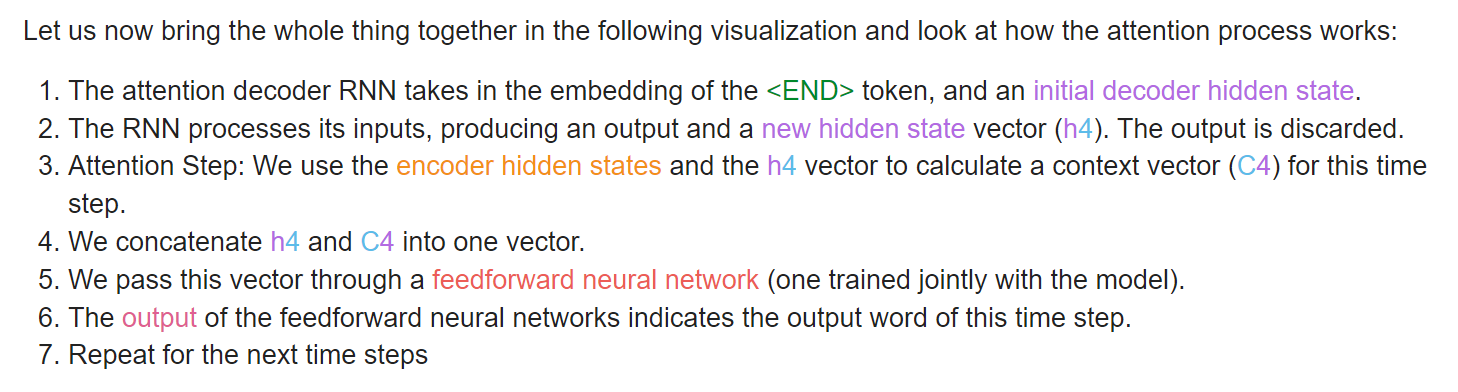 Let us now bring the whole thing together in the following visualization and look at how the attention process works:
1. The attention decoder RNN takes in the embedding of the <END> token, and an initial decoder hidden state.
2. The RNN processes its inputs, producing an output and a new hidden state vector (h4). The output is discarded.
3. Attention Step: We use the encoder hidden states and the h4 vector to calculate a context vector (C4) for this time
step.
4. We concatenate h4 and C4 into one vector.
5. We pass this vector through a feedforward neural network (one trained jointly with the model).
6. The output of the feedforward neural networks indicates the output word of this time step.
7. Repeat for the next time steps